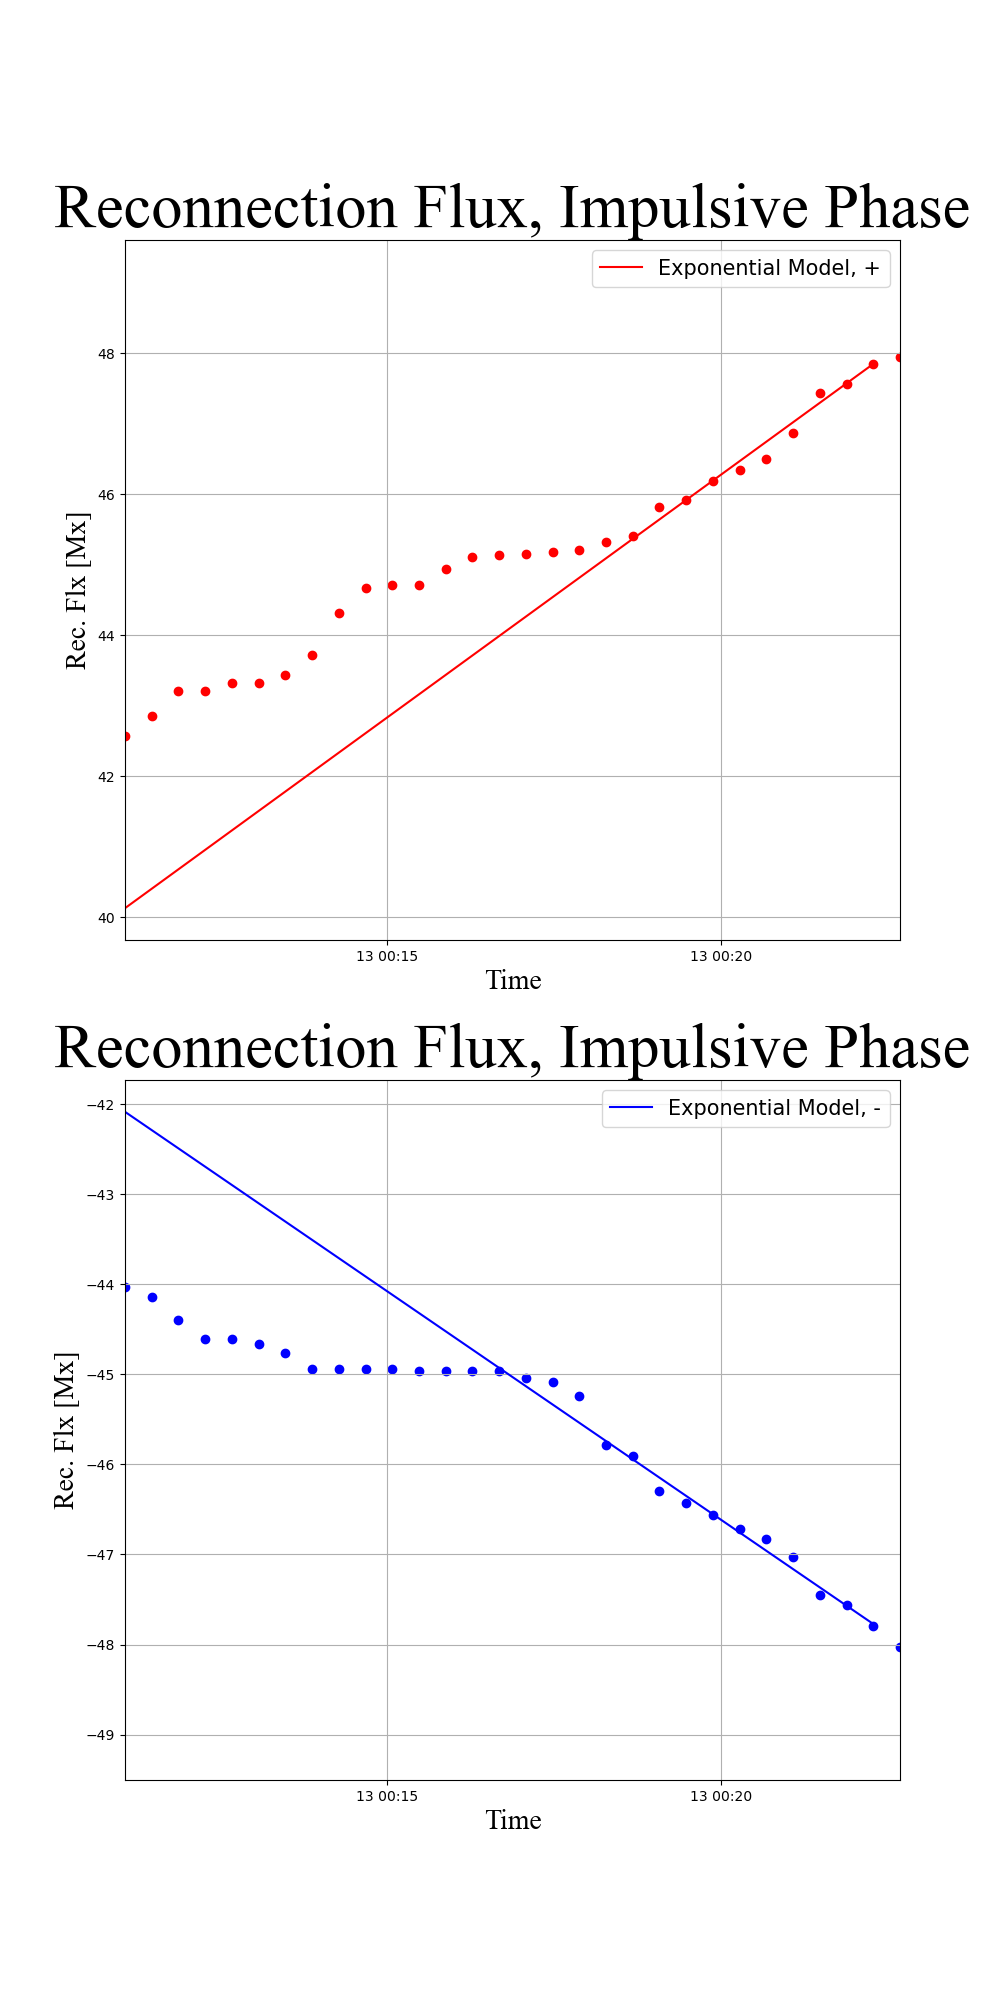 Reconnection Flux, Impulsive Phase
Exponential Model, +
48
46
44
42
40
Rec. Flx [Mx]
13 00:15
13 00:20
Time
Reconnection Flux, Impulsive Phase
Exponential Model, -
−42
−43
−44
−45
−46
−47
−48
−49
Rec. Flx [Mx]
13 00:15
13 00:20
Time